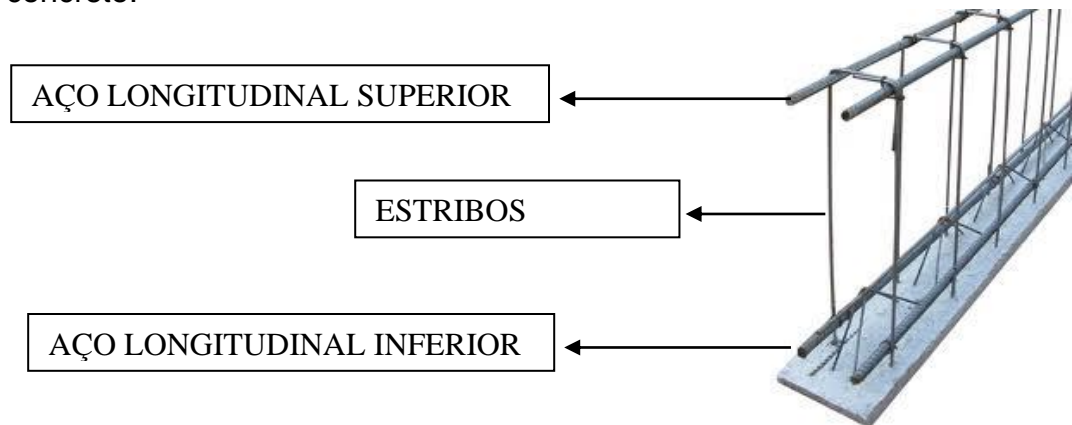 concreto.
AÇO LONGITUDINAL SUPERIOR
ESTRIBOS
AÇO LONGITUDINAL INFERIOR